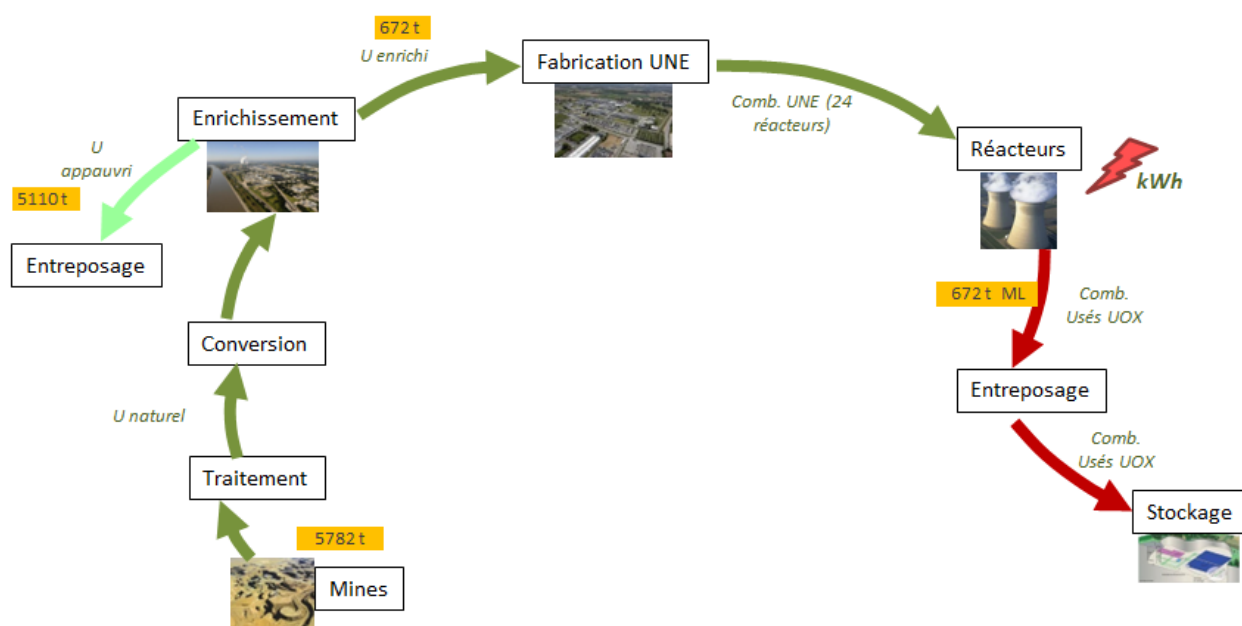 672 t
U enrichi
Fabrication UNE
Comb. UNE (24
réacteurs)
Enrichissement
U
appauvri
5110 t
Entreposage
Réacteurs
kWh
672 t ML
Comb.
Usés UOX
Conversion
Entreposage
U naturel
Comb.
Usés UOX
Traitement
Stockage
5782 t
Mines